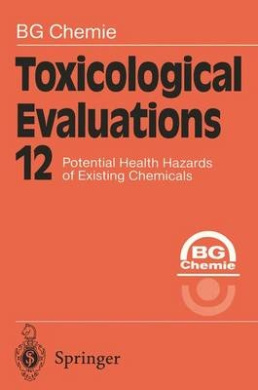 BG Chemie
Toxicological
Evaluations
12
Potential Health Hazards
of Existing Chemicals
BG
Chemie
Springer